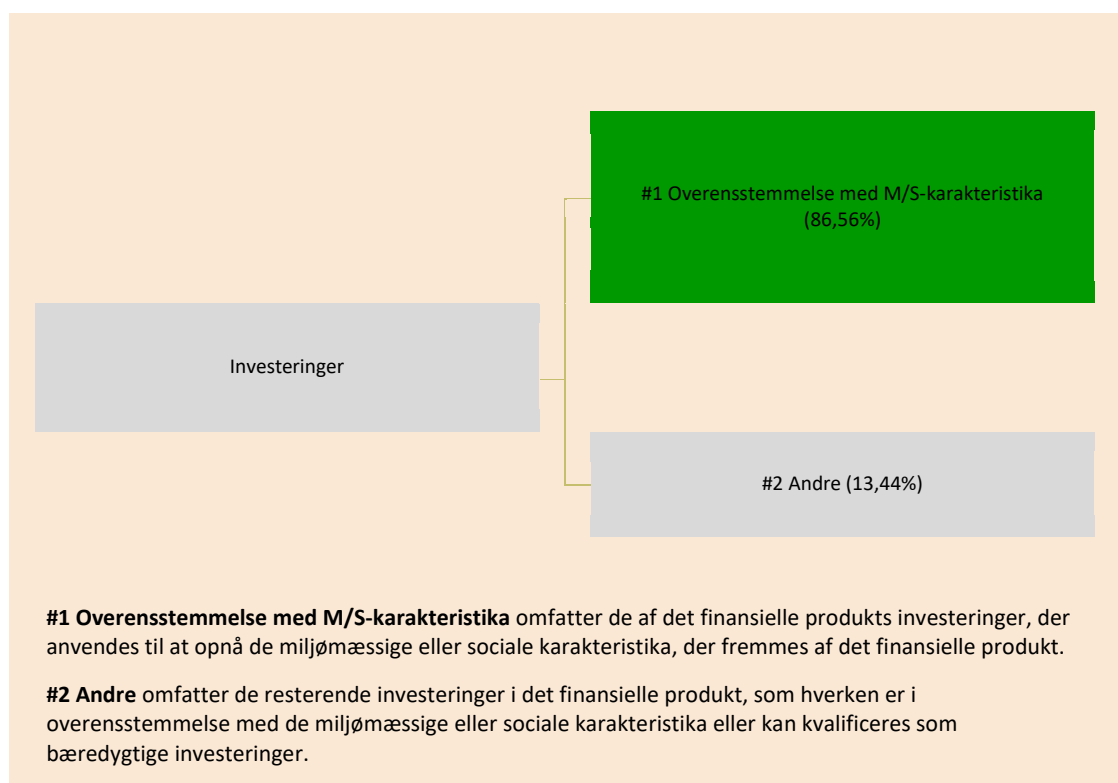 #1 Overensstemmelse med M/S-karakteristika
(86,56%)
Investeringer
#2 Andre (13,44%)
#1 Overensstemmelse med M/S-karakteristika omfatter de af det finansielle produkts investeringer, der
anvendes til at opnå de miljømæssige eller sociale karakteristika, der fremmes af det finansielle produkt.
#2 Andre omfatter de resterende investeringer i det finansielle produkt, som hverken er i
overensstemmelse med de miljømæssige eller sociale karakteristika eller kan kvalificeres som
bæredygtige investeringer.